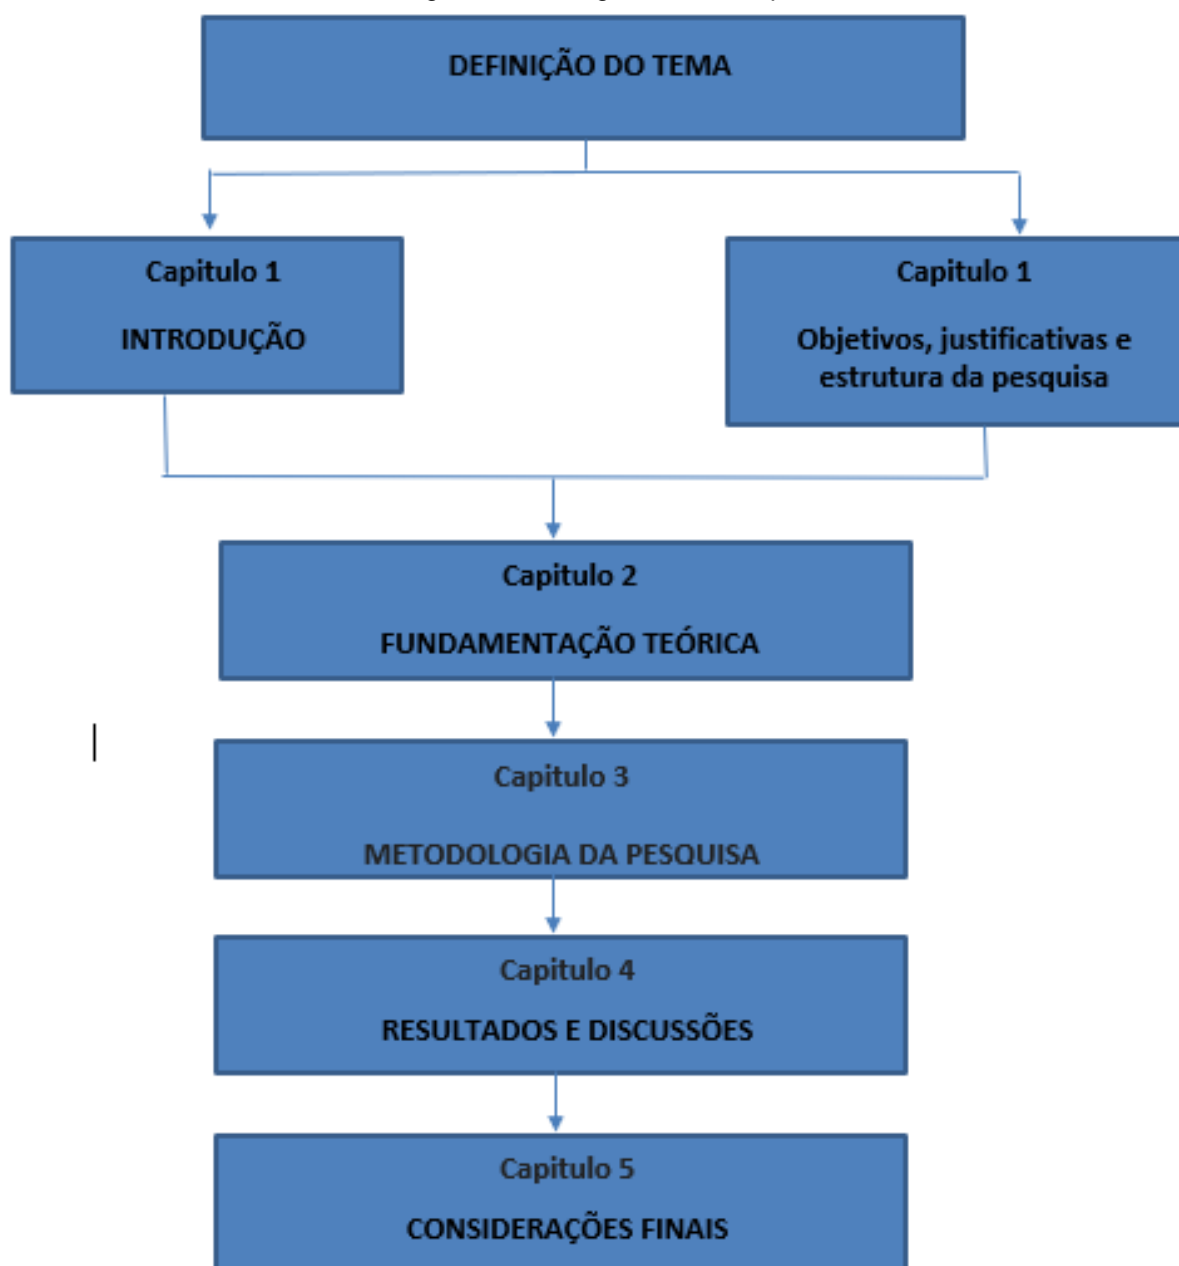 DEFINIÇÃO DO TEMA
Capitulo 1
INTRODUÇÃO
Capitulo 1
Objetivos, justificativas e
estrutura da pesquisa
Capitulo 2
FUNDAMENTAÇÃO TEÓRICA
Capitulo 3
METODOLOGIA DA PESQUISA
Capitulo 4
RESULTADOS E DISCUSSÕES
Capitulo 5
CONSIDERAÇÕES FINAIS